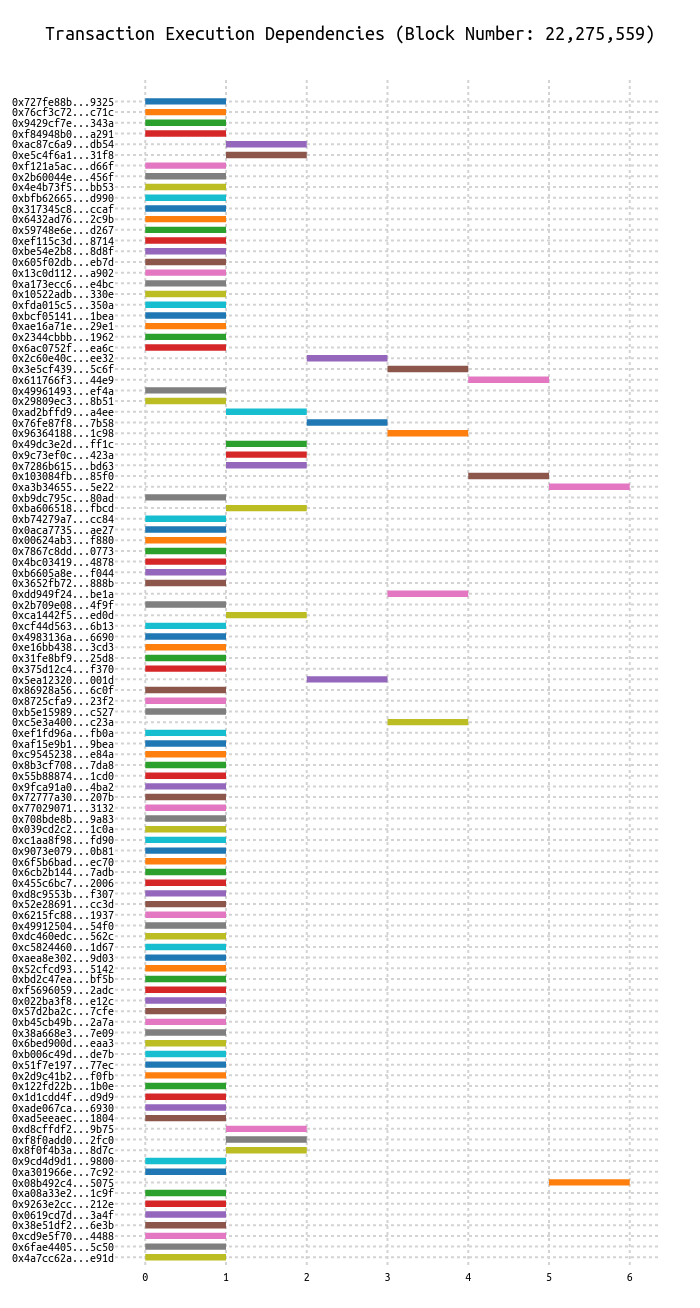 Transaction Execution Dependencies (Block Number: 22,275,559)
0x727fe88b...9325
0x76cf3c72...c71c
0x9429cf7e...343a
0xf84948b0...a291
0xac87c6a9...db54
0xe5c4f6a1...31f8
0xf121a5ac...d66f
0x2b60044e...456f
0x4e4b73f5...bb53
0xbfb62665...d990
0x317345c8...ccaf
0x6432ad76...2c9b
0x59748e6e...d267
0xef115c3d...8714
0xbe54e2b8...8d8f
0x605f02db...eb7d
0x13c0d112...a902
0xa173ecc6...e4bc
0x10522adb...330e
0xfda015c5...350a
0xbcf05141...1bea
0xae16a71e...29e1
0x2344cbbb...1962
0x6ac0752f...ea6c
0x2c60e40c...ee32
0x3e5cf439...5c6f
0x611766f3...44e9
0x49961493...ef4a
0x29809ec3...8b51
0xad2bffd9...a4ee
0x76fe87f8...7b58
0x96364188...1c98
0x49dc3e2d...ff1c
0x9c73ef0c...423a
0x7286b615...bd63
0x103084fb...85f0
0xa3b34655...5e22
0xb9dc795c...80ad
0xba606518...fbcd
0xb74279a7...cc84
0x0aca7735...ae27
0x00624ab3...f880
0x7867c8dd...0773
0x4bc03419...4878
0xb6605a8e...f044
0x3652fb72...888b
0xdd949f24...be1a
0x2b709e08...4f9f
0xca1442f5...ed0d
0xcf44d563...6b13
0x4983136a...6690
0xe16bb438...3cd3
0x31fe8bf9...25d8
0x375d12c4...f370
0x5ea12320...001d
0x86928a56...6c0f
0x8725cfa9...23f2
0xb5e15989...c527
0xc5e3a400...c23a
0xef1fd96a...fb0a
0xaf15e9b1...9bea
0xc9545238...e84a
0x8b3cf708...7da8
0x55b88874...1cd0
0x9fca91a0...4ba2
0x72777a30...207b
0x77029071...3132
0x708bde8b...9a83
0x039cd2c2...1c0a
0xc1aa8f98...fd90
0x9073e079...0b81
0x6f5b6bad...ec70
0x6cb2b144...7adb
0x455c6bc7...2006
0xd8c9553b...f307
0x52e28691...cc3d
0x6215fc88...1937
0x49912504...54f0
0xdc460edc...562c
0xc5824460...1d67
0xaea8e302...9d03
0x52cfcd93...5142
0xbd2c47ea...bf5b
0xf5696059...2adc
0x022ba3f8...e12c
0x57d2ba2c...7cfe
0xb45cb49b...2a7a
0x38a668e3...7e09
0x6bed900d...eaa3
0xb006c49d...de7b
0x51f7e197...77ec
0x2d9c41b2...f0fb
0x122fd22b...1b0e
0x1d1cdd4f...d9d9
0xade067ca...6930
0xad5eeaec...1804
0xd8cffdf2...9b75
0xf8f0add0...2fc0
0x8f0f4b3a...8d7c
0x9cd4d9d1...9800
0xa301966e...7c92
0x08b492c4...5075
0xa08a33e2...1c9f
0x9263e2cc...212e
0x0619cd7d...3a4f
0x38e51df2...6e3b
0xcd9e5f70...4488
0x6fae4405...5c50
0x4a7cc62a...e91d
0 1 2 3 4 5 6